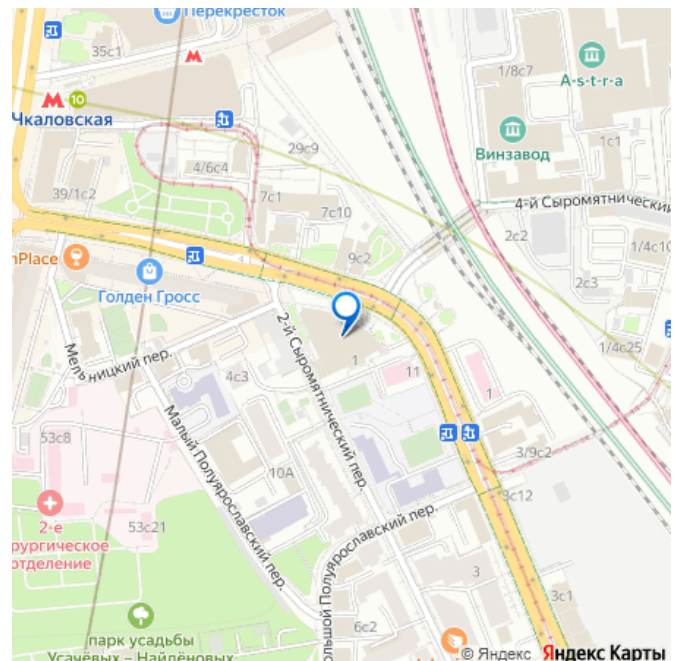 Перекресток
35с1
1/8с7
A-s-t-r-a
10
Чкаловская
29с9
Винзавод
1с1
4/6с4
39/1с2
7с1
7с10
4-й Сыромятнический
2с2
1/4с10
nPlace
9с2
2с3
Голден Гросс
1/4с25
2-й Сыромятнический пер.
Мельницкий пер.
1
4с3
11
1
Малый Полуярославский пер.
53с8
3/9с2
10А
3с12
2-е
рургическое
отделение
53с21
Большой Полуярославский пер.
3
3с1
парк усадьбы
Усачёвых – Найдёновых
6с2
© Яндекс Яндекс Карты